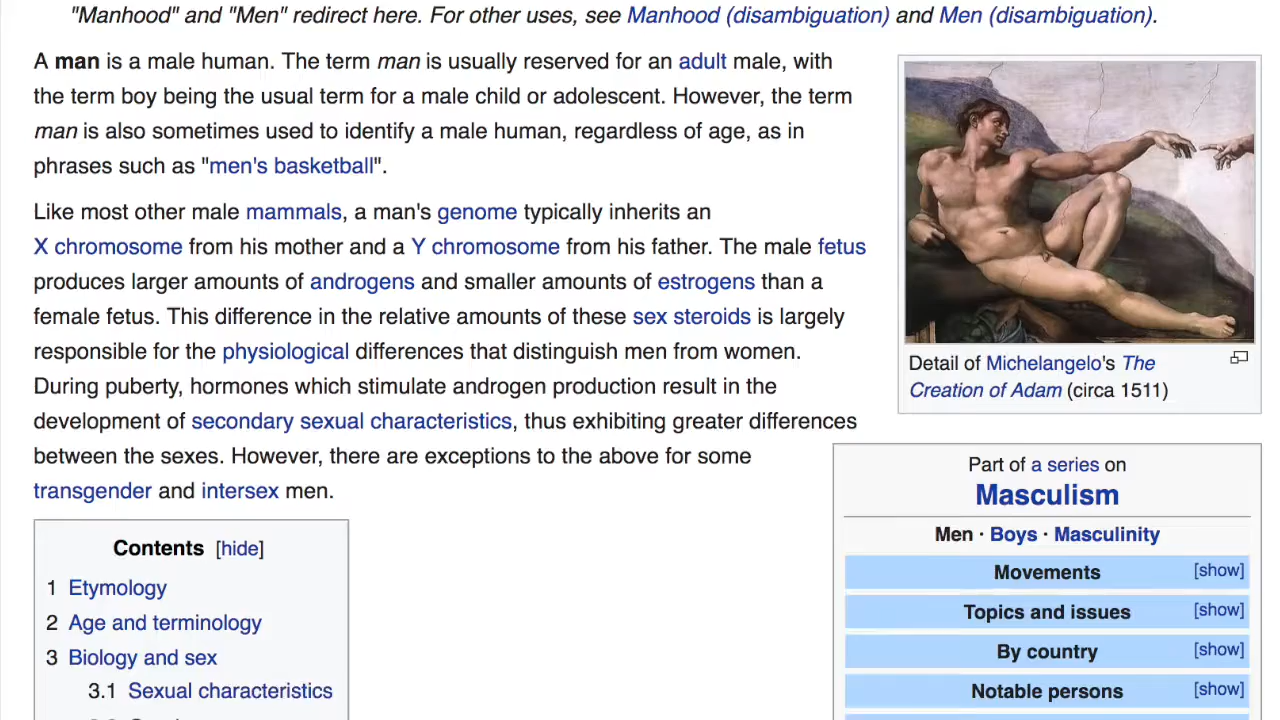 "Manhood" and "Men" redirect here. For other uses, see Manhood (disambiguation) and Men (disambiguation).
A man is a male human. The term man is usually reserved for an adult male, with
the term boy being the usual term for a male child or adolescent. However, the term
man is also sometimes used to identify a male human, regardless of age, as in
phrases such as "men's basketball".
Like most other male mammals, a man's genome typically inherits an
X chromosome from his mother and a Y chromosome from his father. The male fetus
produces larger amounts of androgens and smaller amounts of estrogens than a
female fetus. This difference in the relative amounts of these sex steroids is largely
responsible for the physiological differences that distinguish men from women.
During puberty, hormones which stimulate androgen production result in the
development of secondary sexual characteristics, thus exhibiting greater differences
between the sexes. However, there are exceptions to the above for some
transgender and intersex men.
Detail of Michelangelo's The
Creation of Adam (circa 1511)
Part of a series on
Masculism
Men · Boys · Masculinity
Movements [show]
Topics and issues [show]
By country [show]
Notable persons [show]
Contents [hide]
1 Etymology
2 Age and terminology
3 Biology and sex
3.1 Sexual characteristics